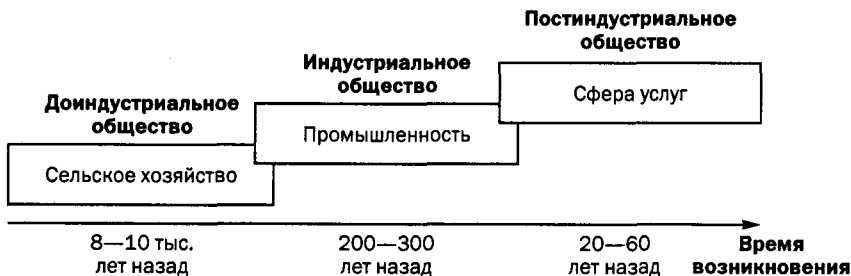 Постиндустриальное
общество
Сфера услуг
Индустриальное
общество
Промышленность
Доиндустриальное
общество
Сельское хозяйство
8—10 тыс.
лет назад
200—300
лет назад
20—60
лет назад
Время
возникновения